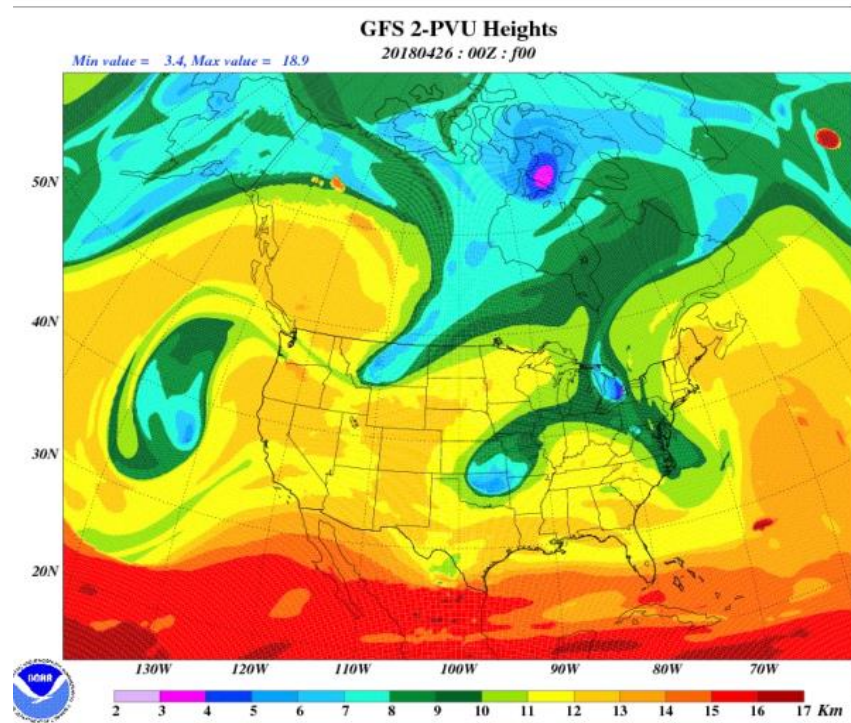 GFS 2-PVU Heights
20180426 : 00Z : f00
Min value = 3.4, Max value = 18.9
50N
40N
30N
20N
130W 120W 110W 100W 90W 80W 70W
NOAA
2 3 4 5 6 7 8 9 10 11 12 13 14 15 16 17 Km